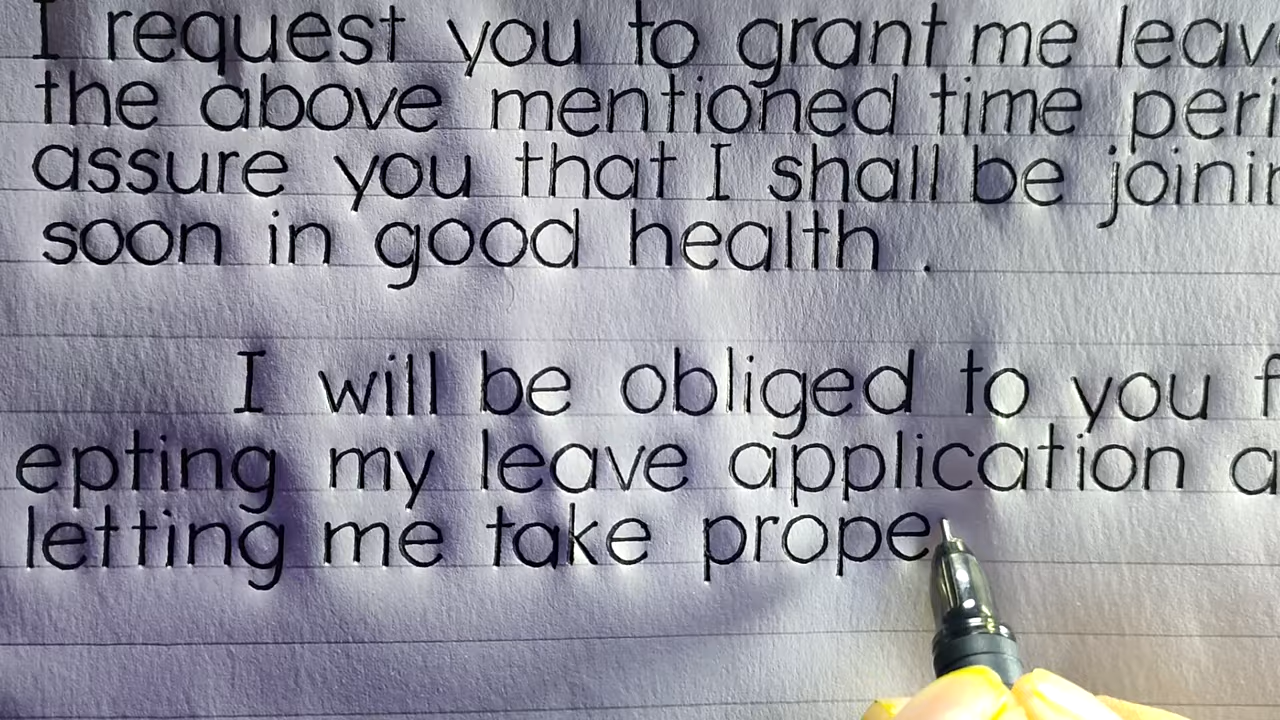 I request you to grant me leav
the above mentioned time peri
assure you that I shall be joinin
soon in good health .
I will be obliged to you f
epting my leave application a
letting me take prope